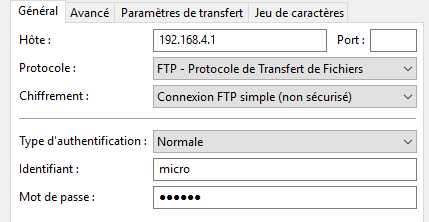 Général Avancé Paramètres de transfert Jeu de caractères
Hôte : 192.168.4.1 Port :
Protocole : FTP - Protocole de Transfert de Fichiers
Chiffrement : Connexion FTP simple (non sécurisé)
Type d'authentification : Normale
Identifiant : micro
Mot de passe : ●●●●●●